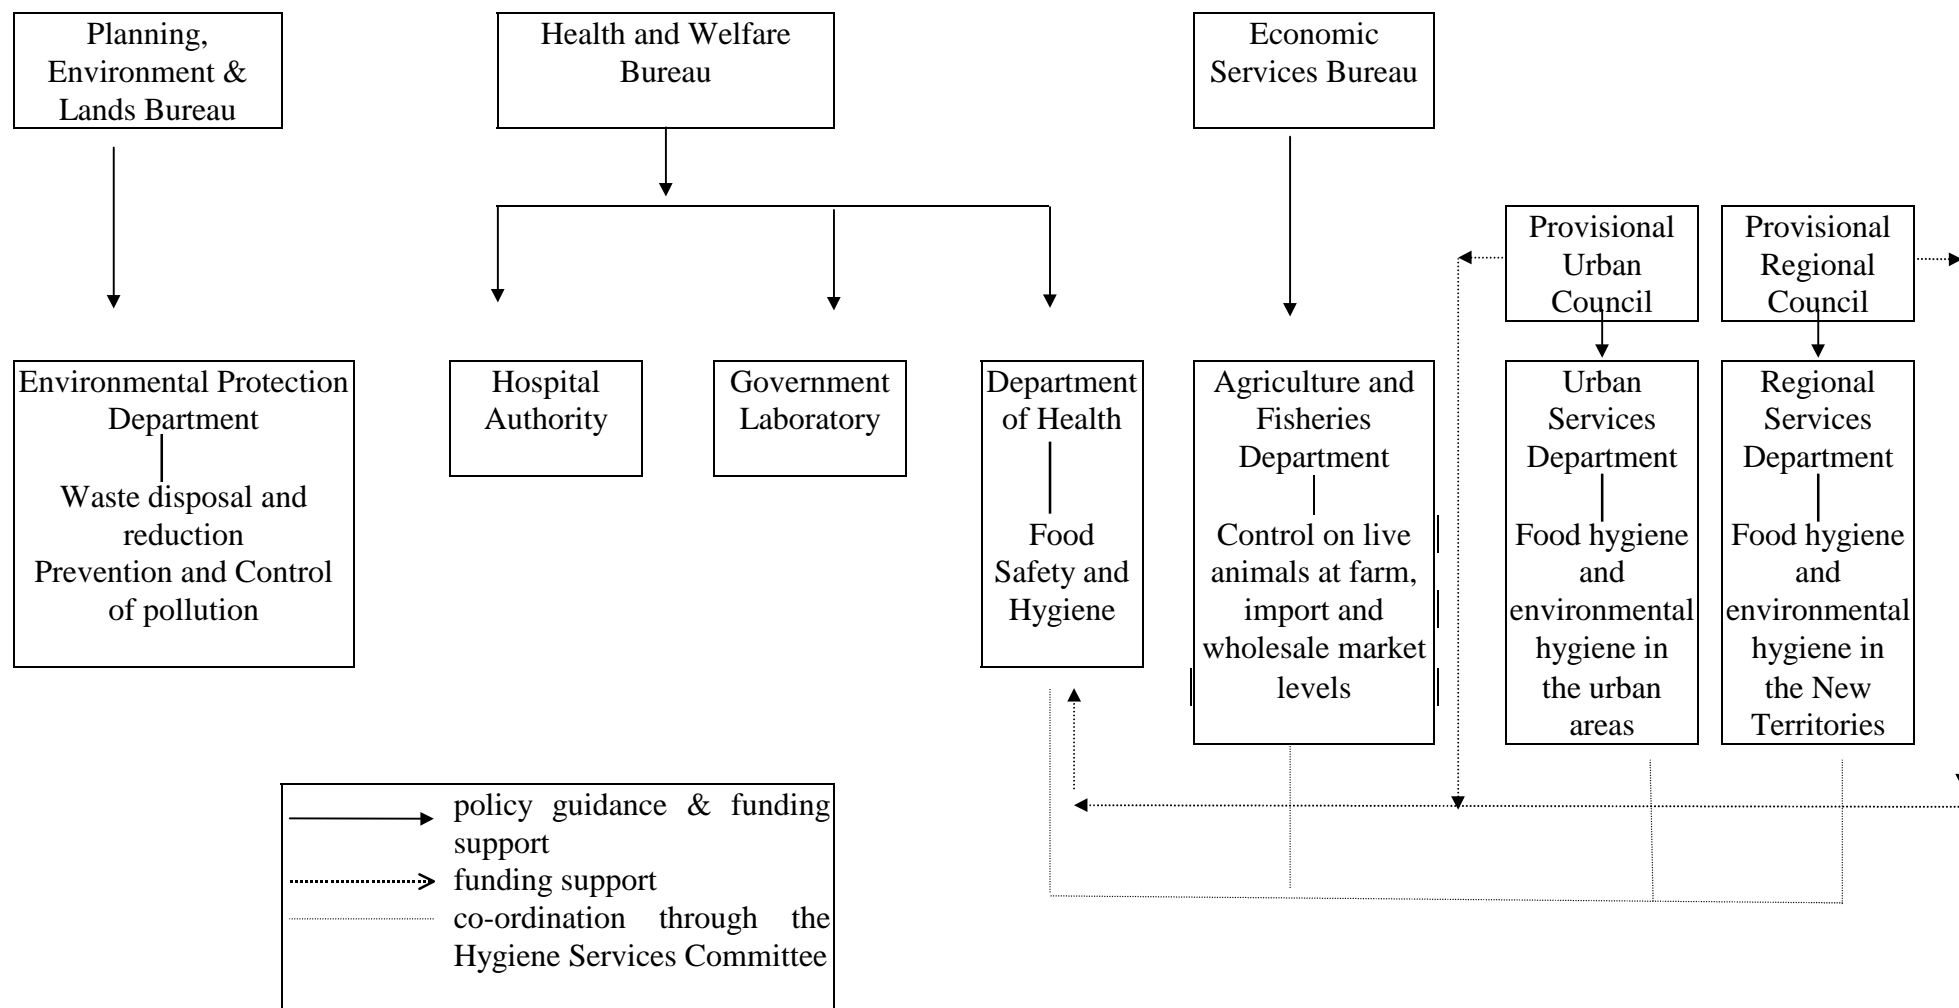 Planning,
Environment &
Lands Bureau
Health and Welfare
Bureau
Economic
Services Bureau
Provisional
Urban
Council
Provisional
Regional
Council
Environmental Protection
Department
Waste disposal and
reduction
Prevention and Control
of pollution
Hospital
Authority
Government
Laboratory
Department
of Health
Food
Safety and
Hygiene
Agriculture and
Fisheries
Department
Control on live
animals at farm,
import and
wholesale market
levels
Urban
Services
Department
Food hygiene
and
environmental
hygiene in
the urban
areas
Regional
Services
Department
Food hygiene
and
environmental
hygiene in
the New
Territories
policy guidance & funding
support
funding support
co-ordination through the
Hygiene Services Committee